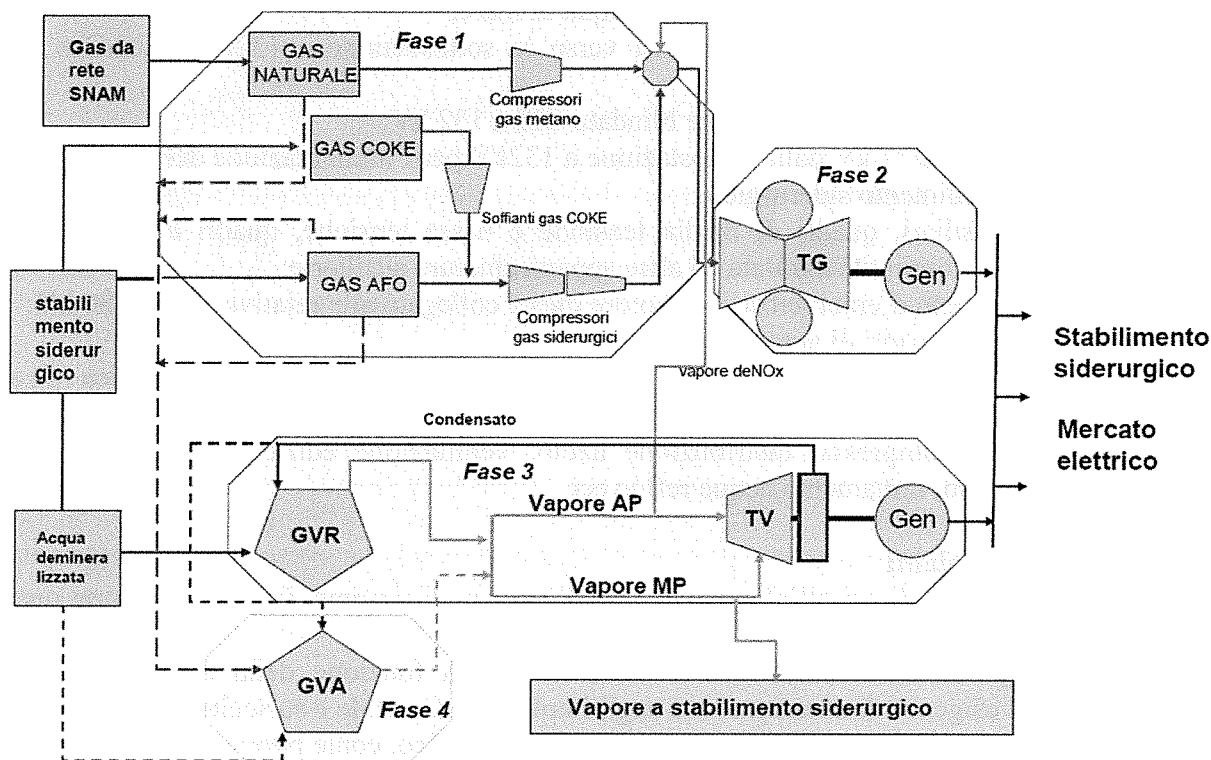 Gas da
rete
SNAM
GAS
NATURALE
Fase 1
Compressori
gas metano
GAS COKE
Soffianti gas COKE
Fase 2
TG
Gen
GAS AFO
Compressori
gas siderurgici
stabili
mento
siderur
gico
Stabilimento
siderurgico
Vapore deNOx
Condensato
Mercato
elettrico
Fase 3
Vapore AP
TV
Gen
GVR
Acqua
deminera
lizzata
Vapore MP
GVA
Fase 4
Vapore a stabilimento siderurgico